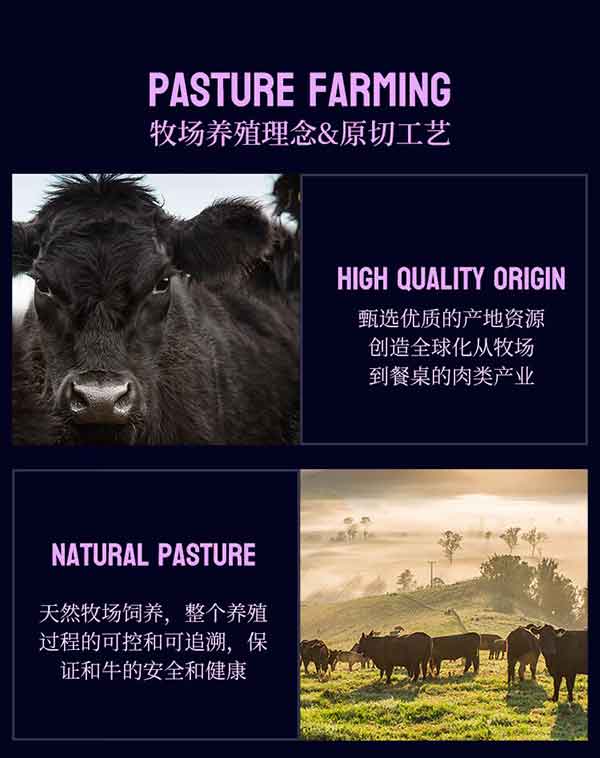 PASTURE FARMING
牧场养殖理念&原切工艺
HIGH QUALITY ORIGIN
甄选优质的产地资源
创造全球化从牧场
到餐桌的肉类产业
NATURAL PASTURE
天然牧场饲养，整个养殖
过程的可控和可追溯，保
证和牛的安全和健康